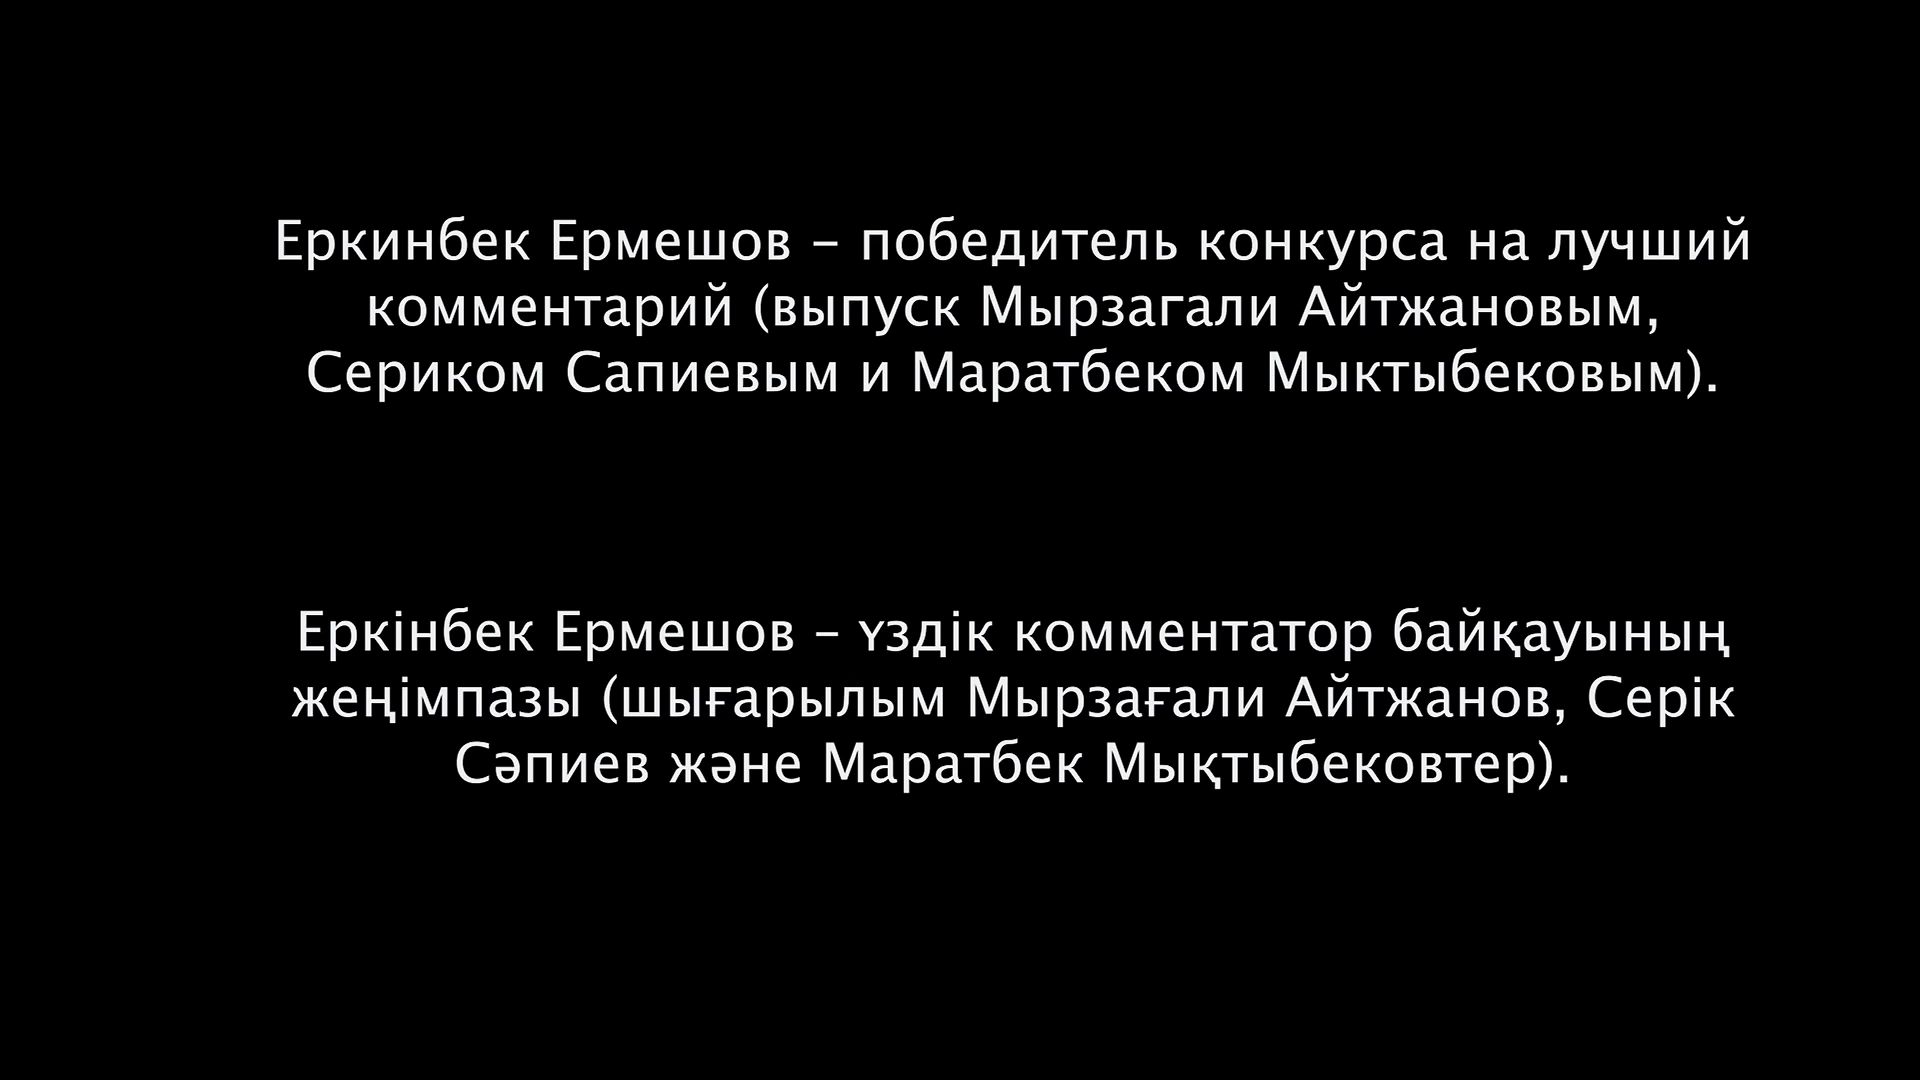 Еркинбек Ермешов – победитель конкурса на лучший
комментарий (выпуск Мырзагали Айтжановым,
Сериком Сапиевым и Маратбеком Мыктыбековым).
Еркінбек Ермешов – үздік комментатор байқауының
жеңімпазы (шығарылым Мырзағали Айтжанов, Серік
Сәпиев және Маратбек Мықтыбековтер).